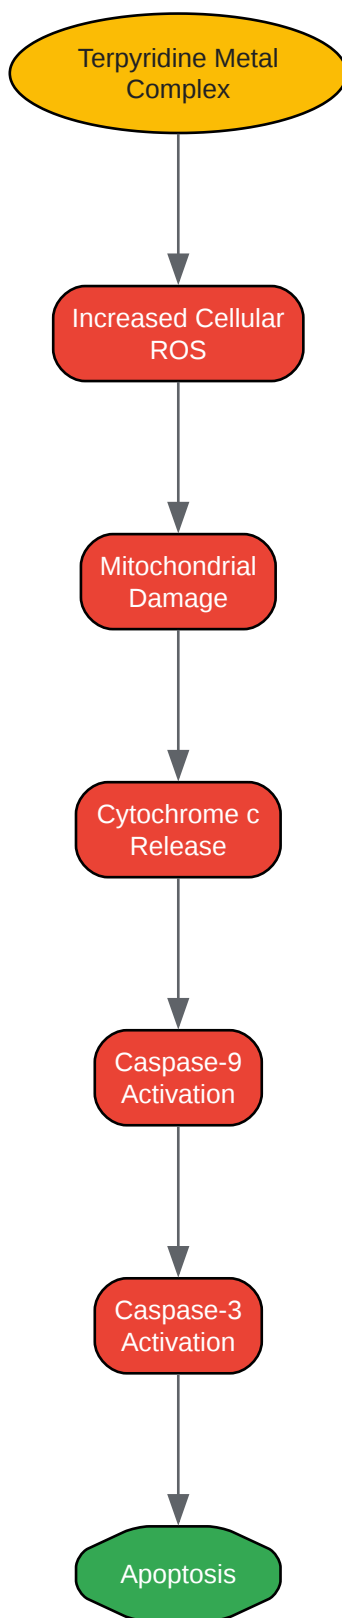 Terpyridine Metal
Complex
Increased Cellular
ROS
Mitochondrial
Damage
Cytochrome c
Release
Caspase-9
Activation
Caspase-3
Activation
Apoptosis